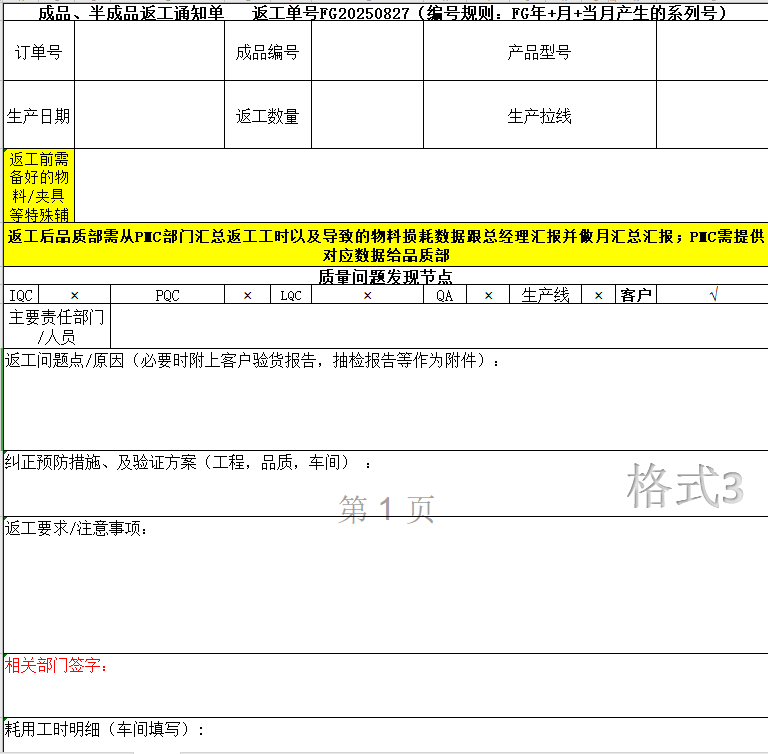 成品、半成品返工通知单 返工单号FG20250827（编号规则：FG年+月+当月产生的系列号）
订单号 成品编号 产品型号
生产日期 返工数量 生产拉线
返工前需
备好的物
料/夹具
等特殊辅
返工后品质部需从PMC部门汇总返工工时以及导致的物料损耗数据跟总经理汇报并做月汇总汇报；PMC需提供
对应数据给品质部
质量问题发现节点
IQC × PQC × LQC × QA × 生产线 × 客户 √
主要责任部门
/人员
返工问题点/原因（必要时附上客户验货报告，抽检报告等作为附件）：
纠正预防措施、及验证方案（工程，品质，车间） ：
格式3
第 1 页
返工要求/注意事项：
相关部门签字：
耗用工时明细（车间填写）：